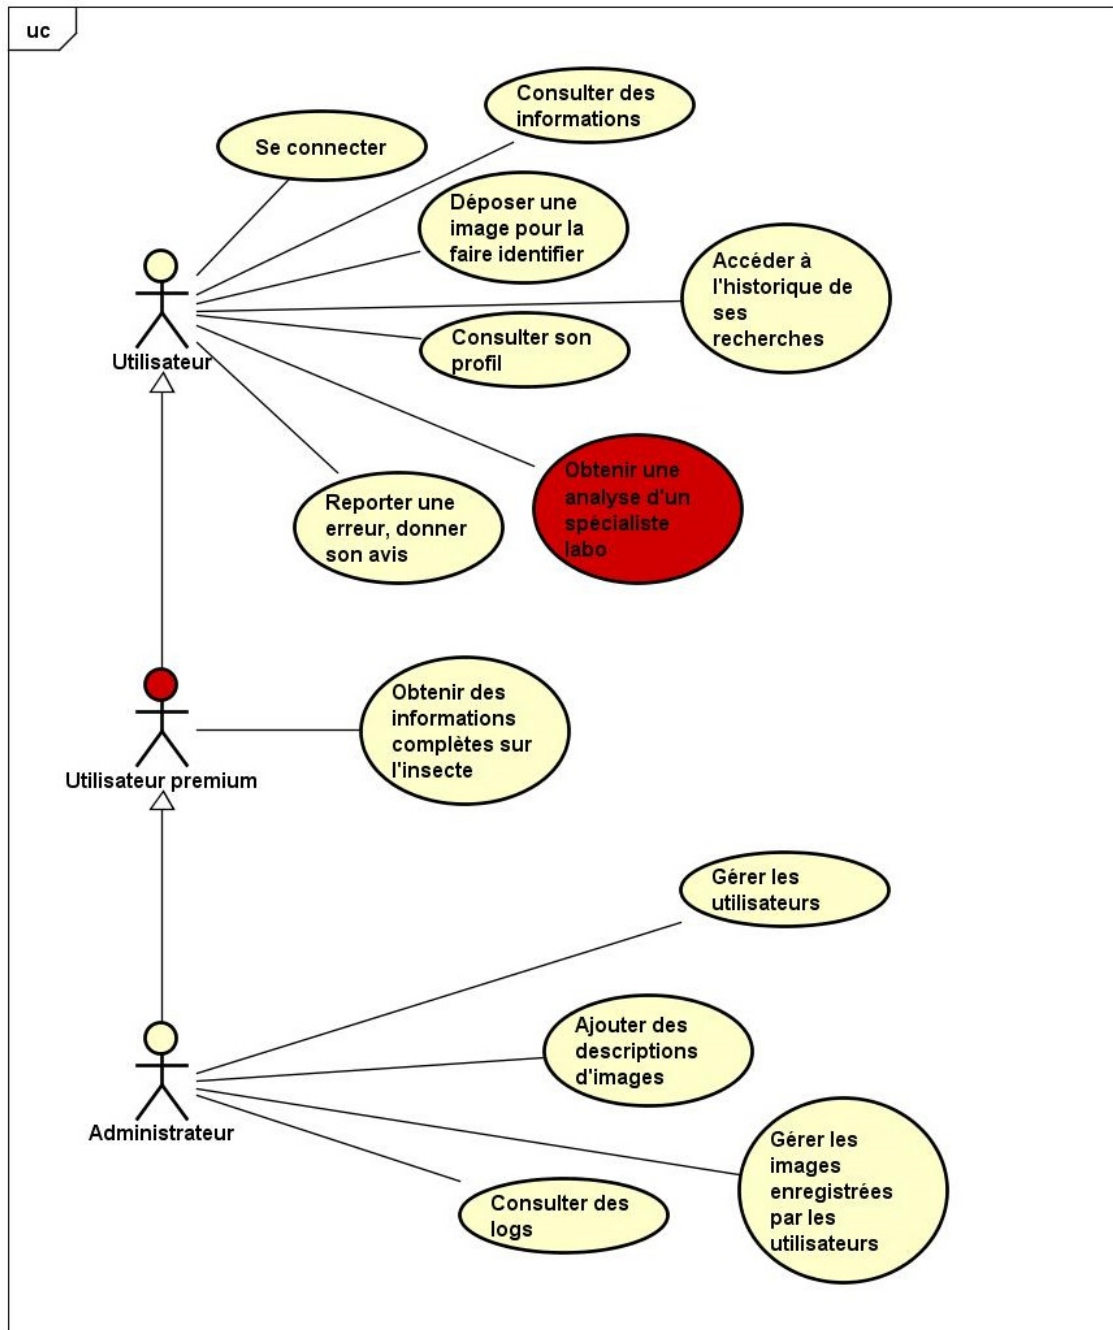 uc
Consulter des
informations
Se connecter
Déposer une
image pour la
faire identifier
Accéder à
l'historique de
ses
recherches
Consulter son
profil
Utilisateur
Obtenir une
analyse d'un
spécialiste
labo
Reporter une
erreur, donner
son avis
Obtenir des
informations
complètes sur
l'insecte
Utilisateur premium
Gérer les
utilisateurs
Ajouter des
descriptions
d'images
Administrateur
Gérer les
images
enregistrées
par les
utilisateurs
Consulter des
logs